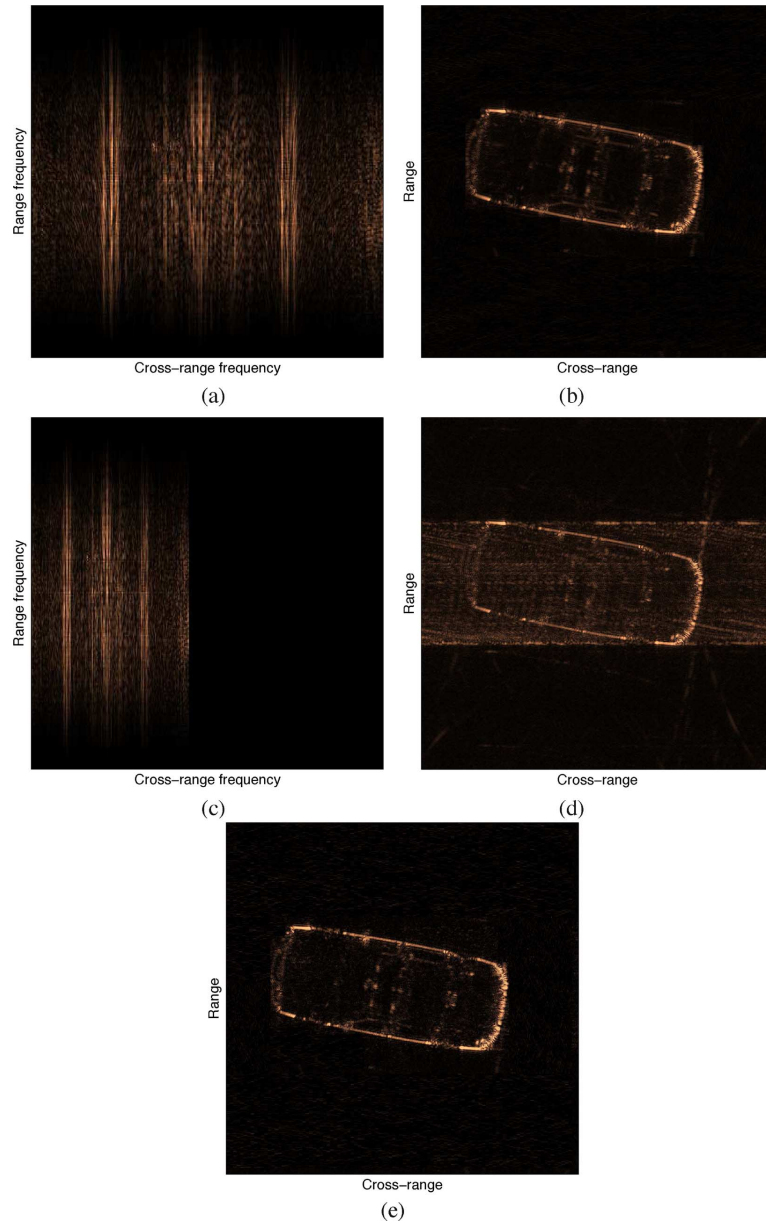 Range frequency
Cross−range frequency
(a)
Range
Cross−range
(b)
Range frequency
Cross−range frequency
(c)
Range
Cross−range
(d)
Range
Cross−range
(e)